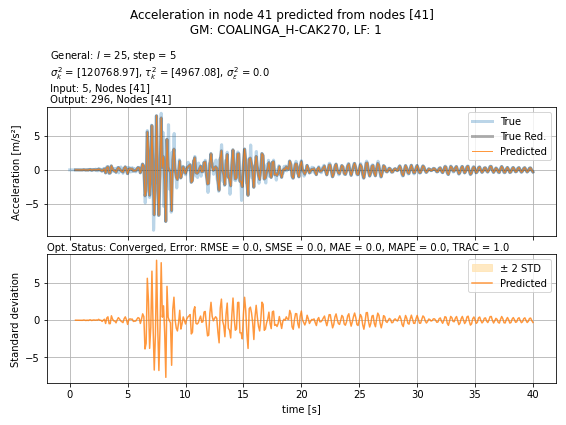 Acceleration in node 41 predicted from nodes [41]
GM: COALINGA_H-CAK270, LF: 1
General: l = 25, step = 5
σ²ₖ = [120768.97], τ²ₖ = [4967.08], σ²ₑ = 0.0
Input: 5, Nodes [41]
Output: 296, Nodes [41]
Acceleration [m/s²]
5
0
−5
True
True Red.
Predicted
Opt. Status: Converged, Error: RMSE = 0.0, SMSE = 0.0, MAE = 0.0, MAPE = 0.0, TRAC = 1.0
Standard deviation
5
0
−5
± 2 STD
Predicted
0 5 10 15 20 25 30 35 40
time [s]